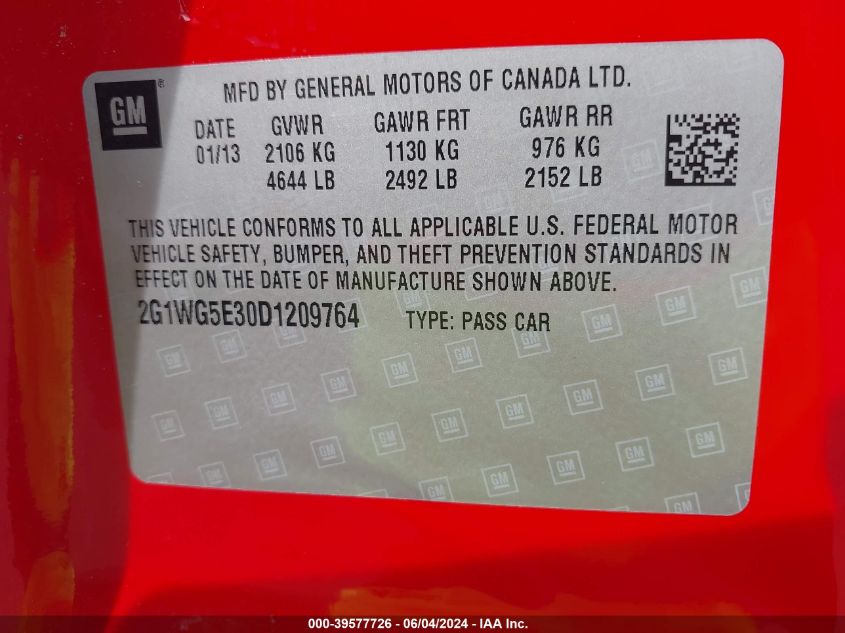 GM ® MFD BY GENERAL MOTORS OF CANADA LTD.
DATE GVWR GAWR FRT GAWR RR
01/13 2106 KG 1130 KG 976 KG
4644 LB 2492 LB 2152 LB
THIS VEHICLE CONFORMS TO ALL APPLICABLE U.S. FEDERAL MOTOR
VEHICLE SAFETY, BUMPER, AND THEFT PREVENTION STANDARDS IN
EFFECT ON THE DATE OF MANUFACTURE SHOWN ABOVE.
2G1WG5E30D1209764 TYPE: PASS CAR
000-39577726 - 06/04/2024 - IAA Inc.